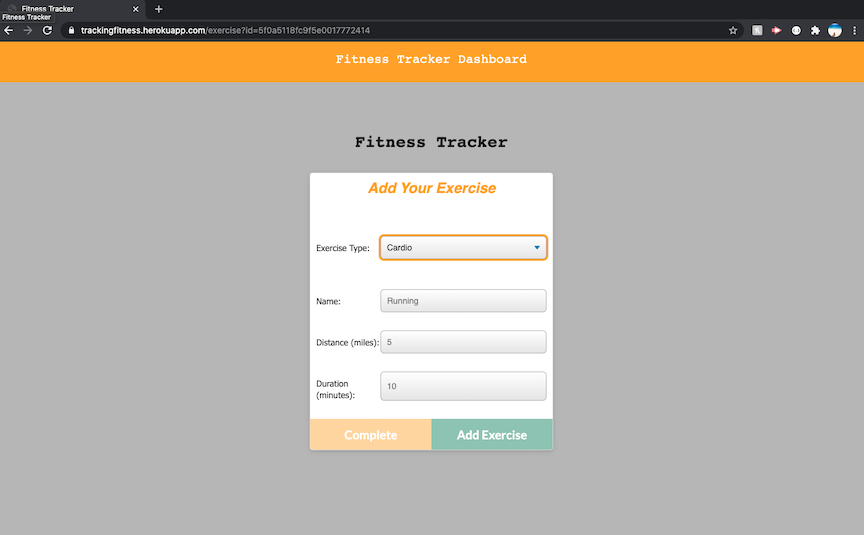 Fitness Tracker
Fitness Tracker
trackingfitness.herokuapp.com/exercise?id=5f0a5118fc9f5e0017772414
Fitness Tracker Dashboard
Fitness Tracker
Add Your Exercise
Exercise Type: Cardio
Name: Running
Distance (miles): 5
Duration
(minutes): 10
Complete Add Exercise